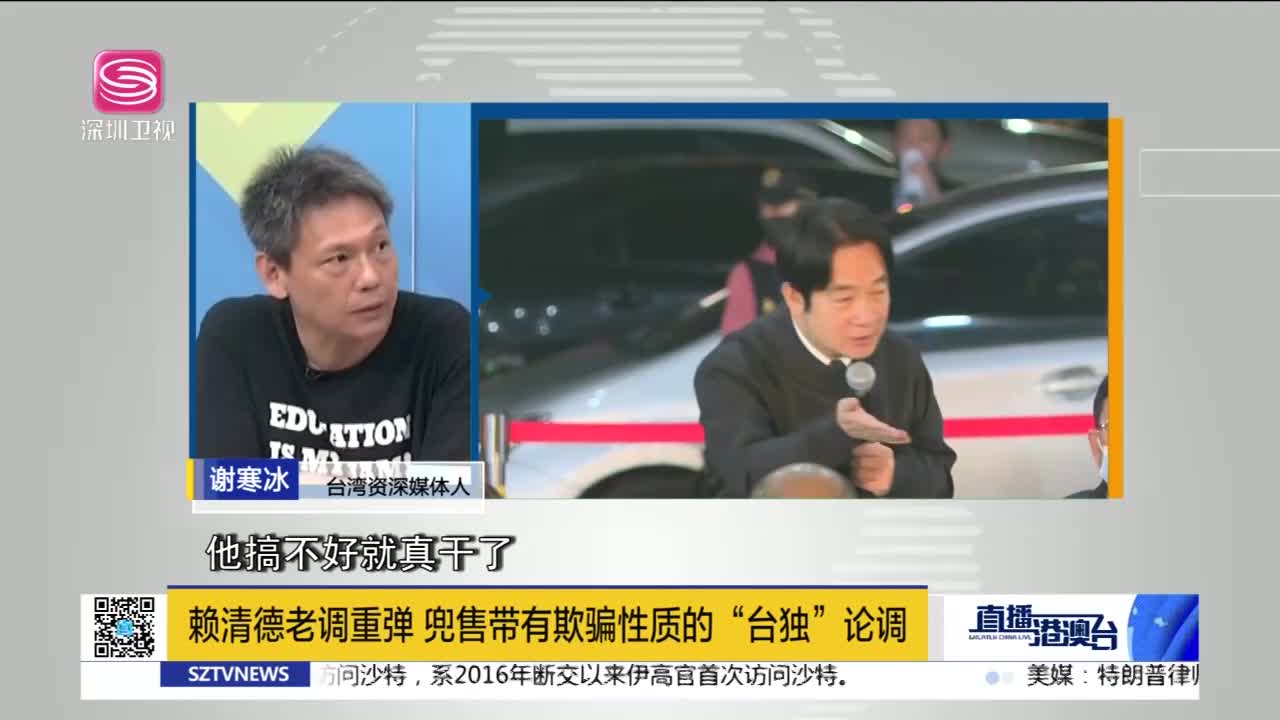 深圳卫视
EDUCATION
谢寒冰
台湾资深媒体人
他搞不好就真干了
赖清德老调重弹 兜售带有欺骗性质的“台独”论调
直播港澳台
GREATER CHINA LIVE
SZTVNEWS
访问沙特，系2016年断交以来伊高官首次访问沙特。
美媒：特朗普律师